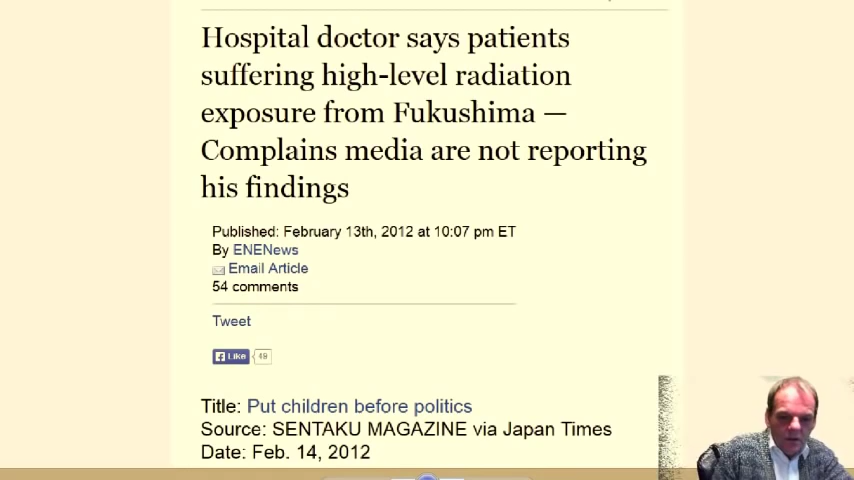 Hospital doctor says patients
suffering high-level radiation
exposure from Fukushima —
Complains media are not reporting
his findings
Published: February 13th, 2012 at 10:07 pm ET
By ENENews
Email Article
54 comments
Tweet
Like 49
Title: Put children before politics
Source: SENTAKU MAGAZINE via Japan Times
Date: Feb. 14, 2012